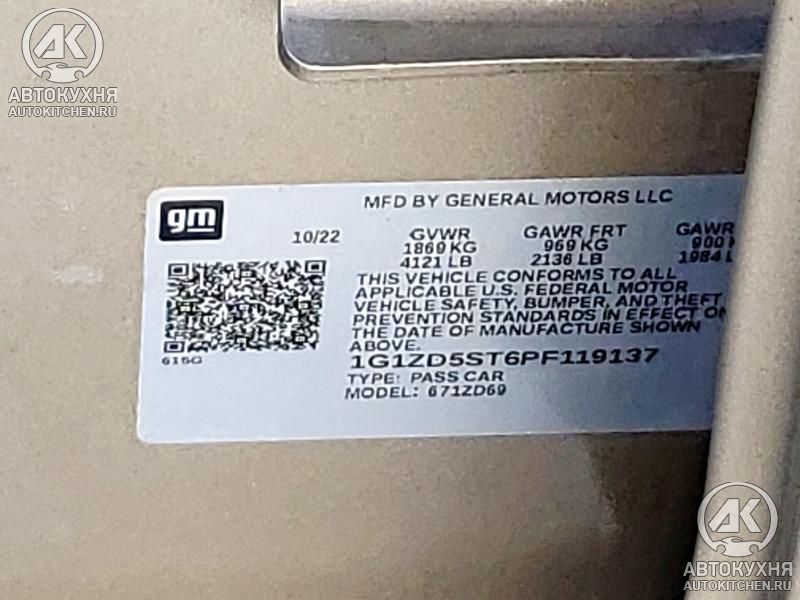 АК
АВТОКУХНЯ
AUTOKITCHEN.RU
gm
MFD BY GENERAL MOTORS LLC
10/22 GVWR GAWR FRT GAWR
1869 KG 969 KG 900
4121 LB 2136 LB 1984
THIS VEHICLE CONFORMS TO ALL
APPLICABLE U.S. FEDERAL MOTOR
VEHICLE SAFETY, BUMPER, AND THEFT
PREVENTION STANDARDS IN EFFECT ON
THE DATE OF MANUFACTURE SHOWN
ABOVE.
615G
1G1ZD5ST6PF119137
TYPE: PASS CAR
MODEL: 671ZD69
АК
АВТОКУХНЯ
AUTOKITCHEN.RU